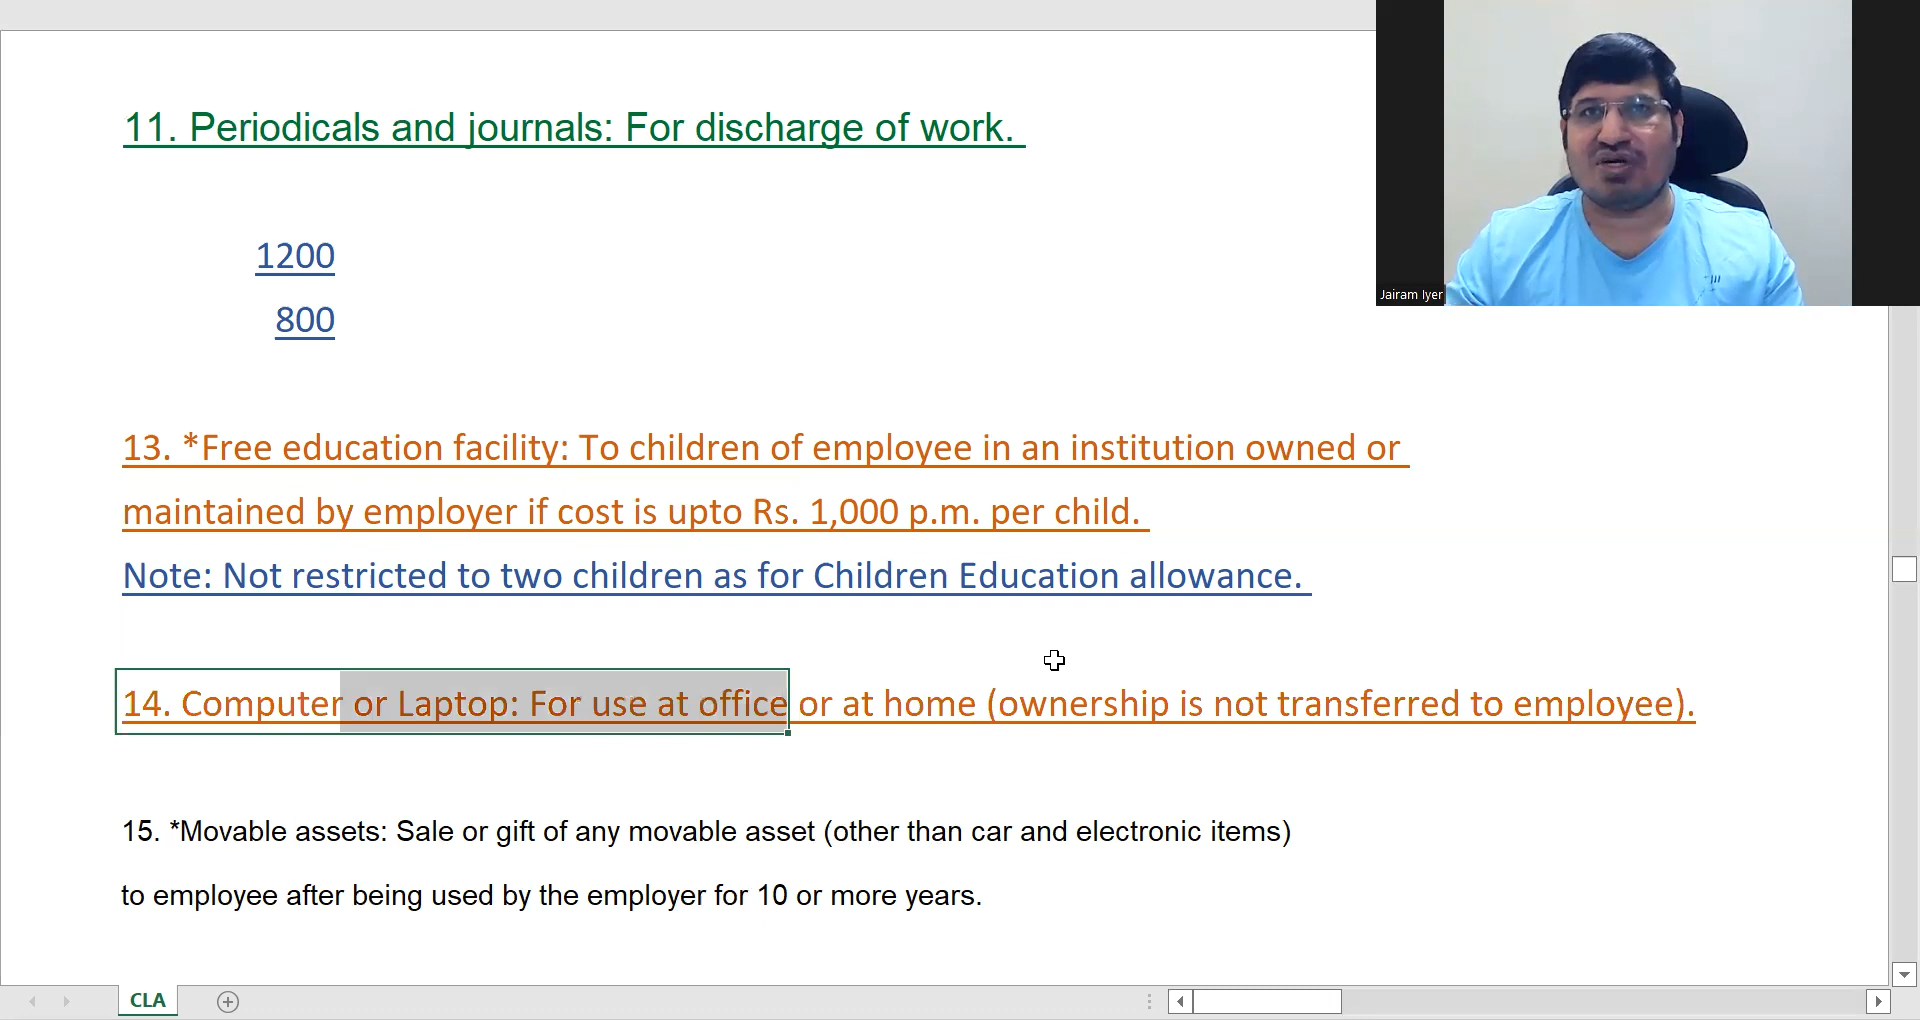 11. Periodicals and journals: For discharge of work.
Jairam Iyer
1200
800
13. *Free education facility: To children of employee in an institution owned or
maintained by employer if cost is upto Rs. 1,000 p.m. per child.
Note: Not restricted to two children as for Children Education allowance.
14. Computer or Laptop: For use at office or at home (ownership is not transferred to employee).
15. *Movable assets: Sale or gift of any movable asset (other than car and electronic items)
to employee after being used by the employer for 10 or more years.
CLA